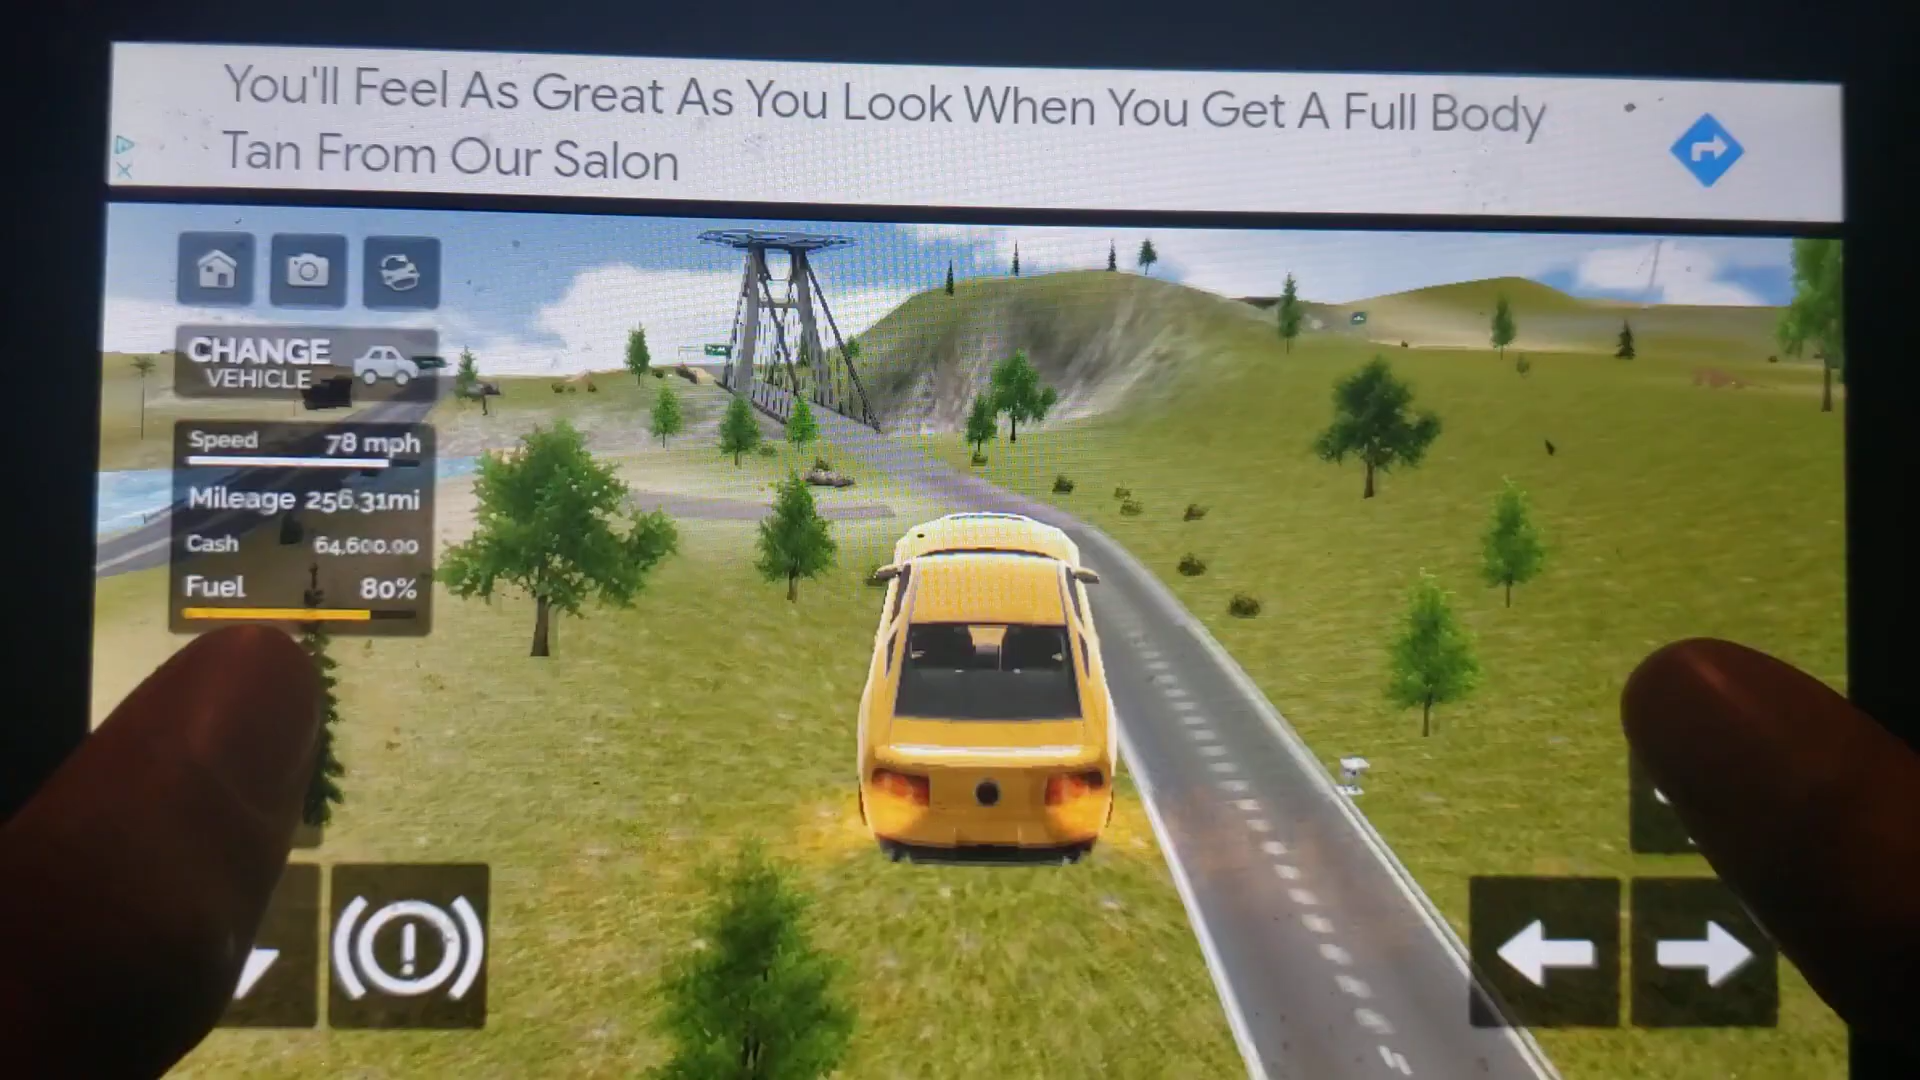 You'll Feel As Great As You Look When You Get A Full Body
Tan From Our Salon
CHANGE
VEHICLE
Speed 78 mph
Mileage 256.31mi
Cash 64,600.00
Fuel 80%